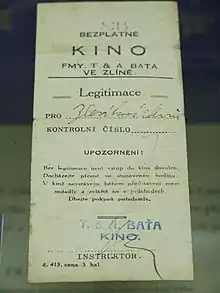 BEZPLATNÉ
KINO
FMY. T. & A. BAŤA
VE ZLÍNĚ.
Legitimace
PRO
KONTROLNÍ ČÍSLO
UPOZORNĚNÍ:
Bez legitimace není vstup do kina dovolen.
Docházejte přesně ve stanovenou hodinu.
V kině nevstávejte během představení mezi
sedadly a zvláště ne v průchodech.
Dbejte pokynů pořadatele.
T. & A. BAŤA
KINO.
INSTRUKTOR.
č. 413. cena 3. hal.